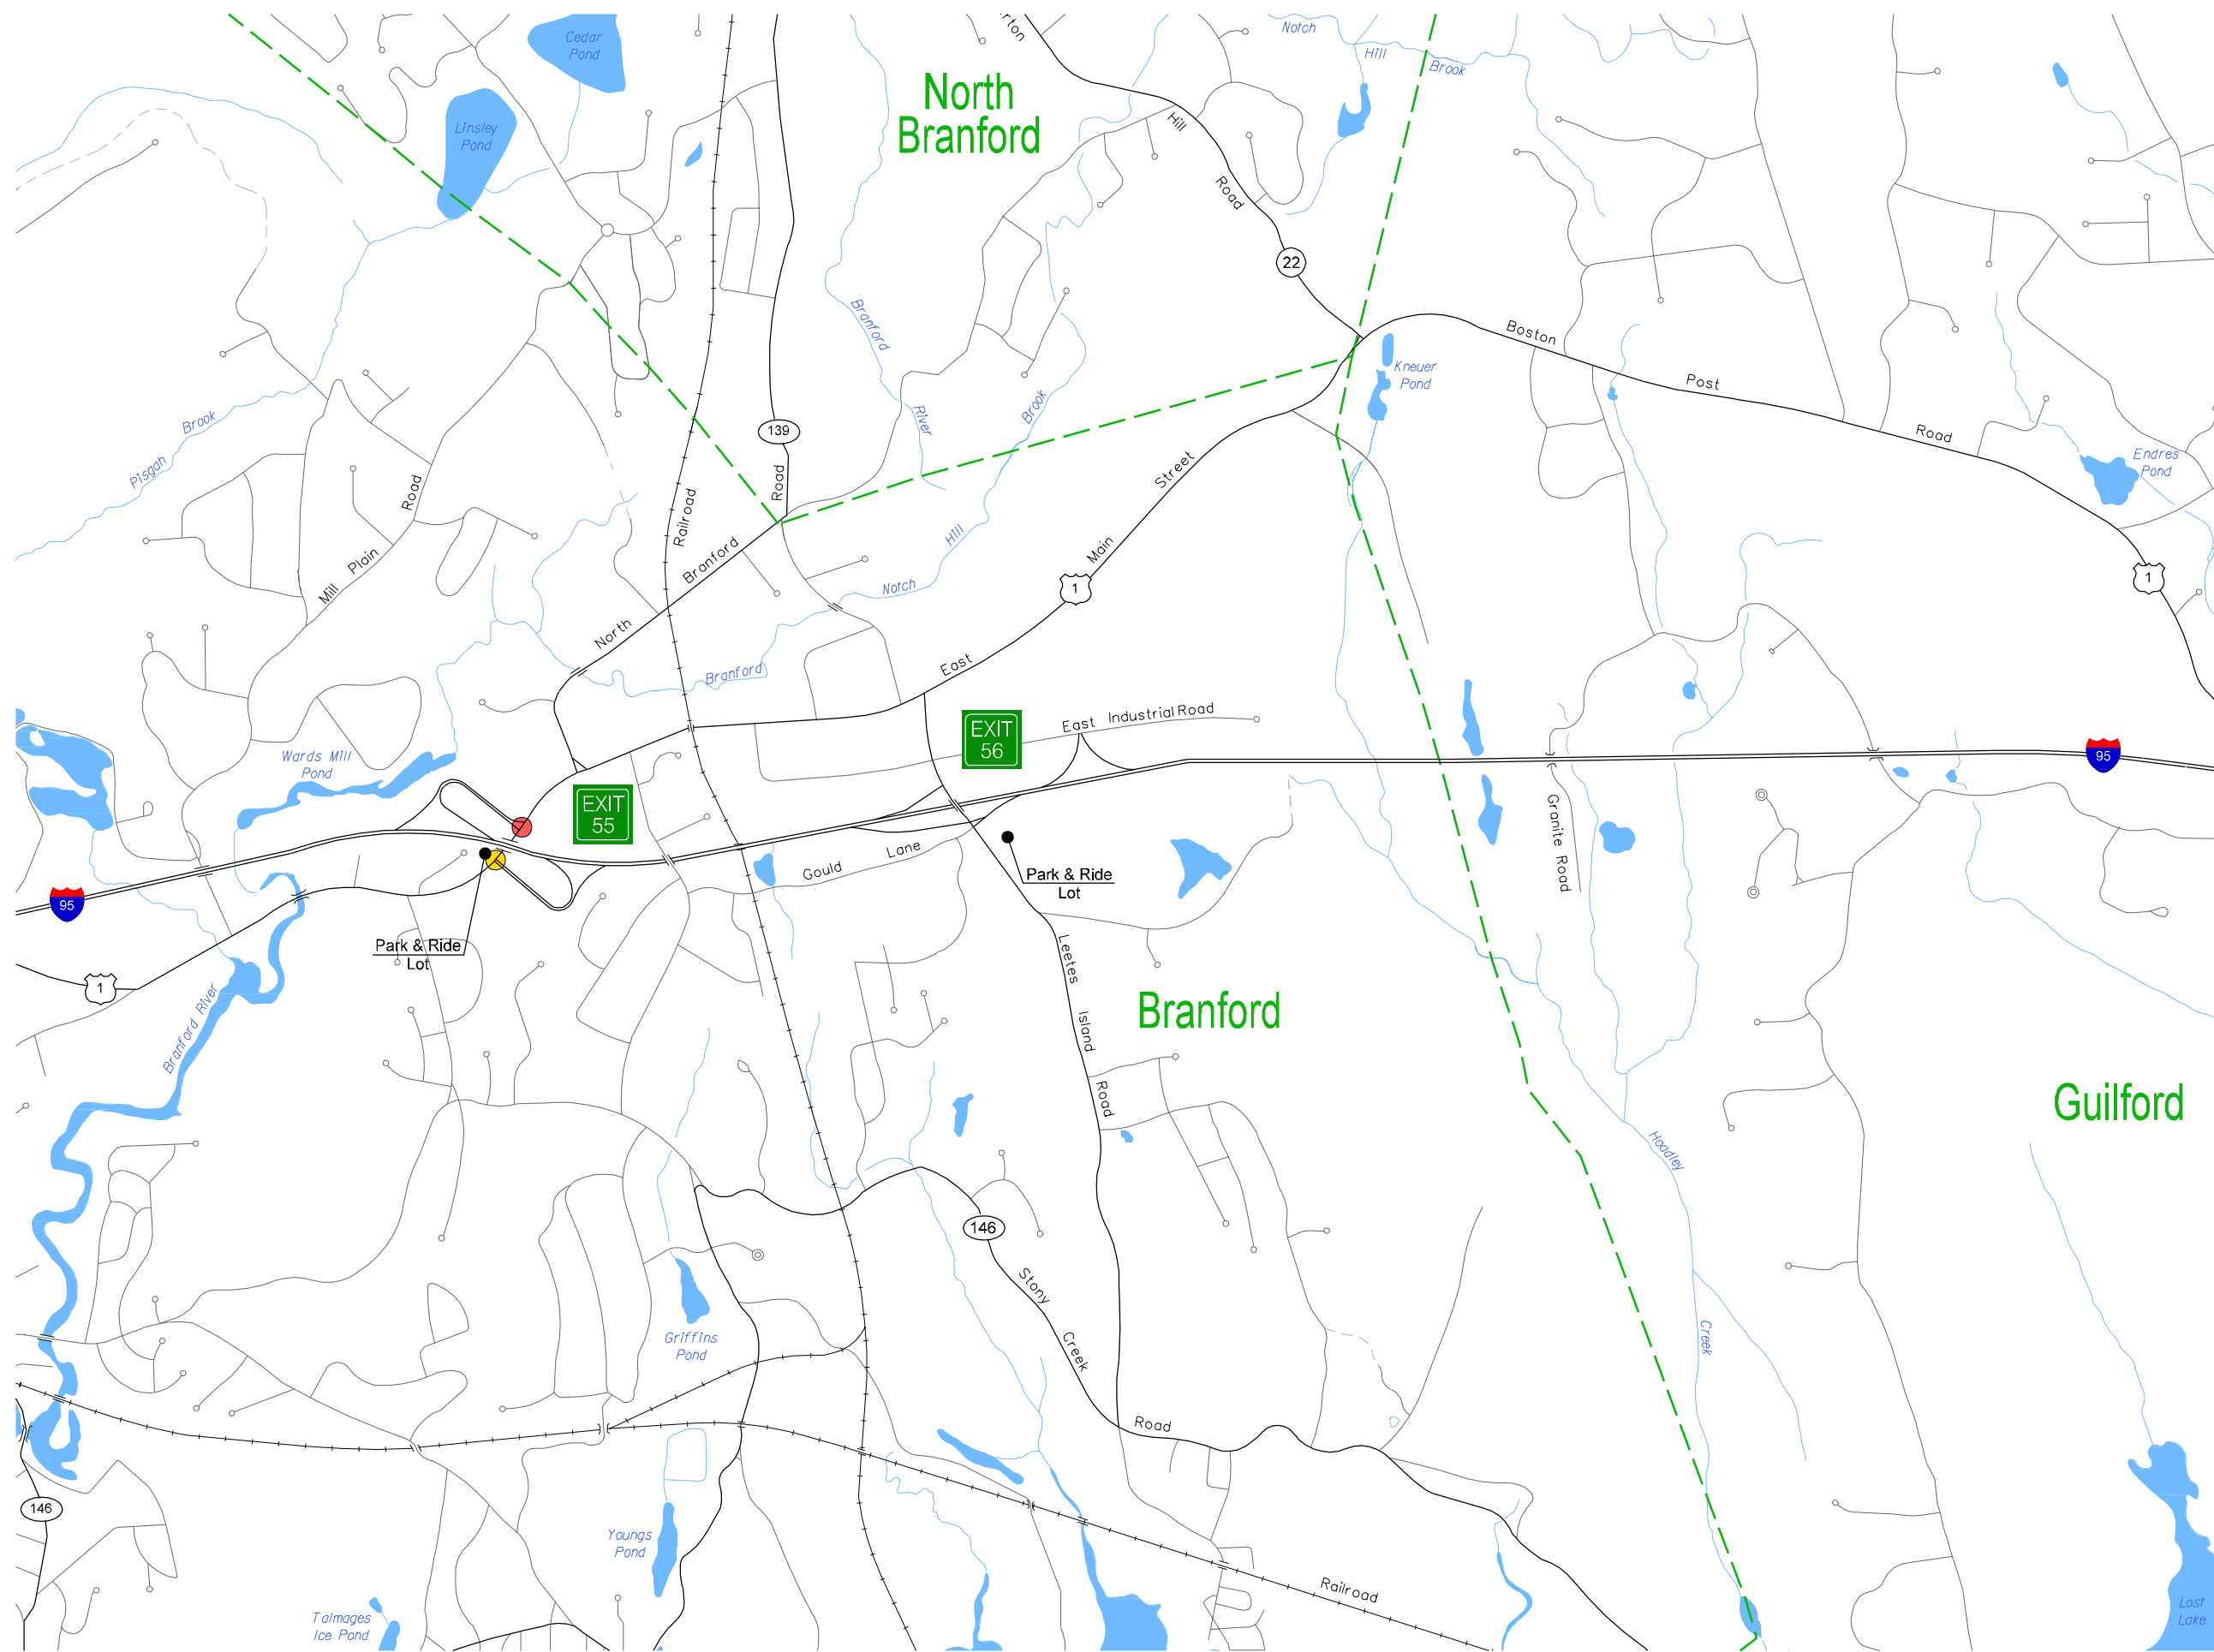 Cedar
Pond
rton
Notch
Hill
Brook
North
Branford
Linsley
Pond
Hill
Road
22
Branford
River
Boston
Post
Road
Kneuer
Pond
Brook
Pisgah
139
Road
Railroad
Road
Plain
Mill
Street
Main
Brook
Hill
Notch
Endres
Pond
1
1
Branford
North
East
Branford
EXIT
56
East Industrial Road
Wards Mill
Pond
95
EXIT
55
Gould Lane
Granite Road
Park & Ride
Lot
95
Park & Ride
Lot
1
Branford River
Leetes
Island
Road
Branford
Guilford
Hoadley
Creek
146
Stony
Creek
Road
Griffins
Pond
146
Youngs
Pond
Railroad
Talmages
Ice Pond
Lost
Lake